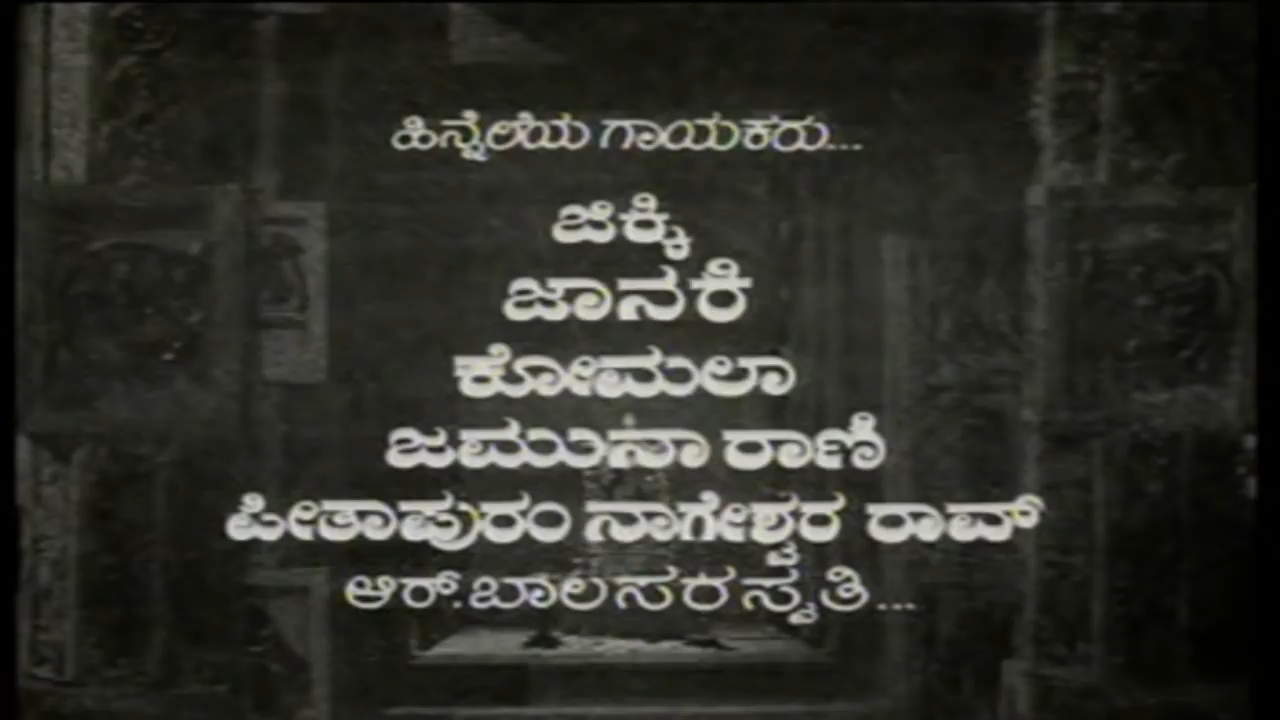 ಹಿನ್ನೆಲೆಯ ಗಾಯಕರು...
ಜಿಕ್ಕಿ
ಜಾನಕಿ
ಕೋಮಲಾ
ಜಮುನಾ ರಾಣಿ
ಪೀಠಾಪುರಂ ನಾಗೇಶ್ವರ ರಾವ್
ಆರ್.ಬಾಲಸರಸ್ವತಿ...